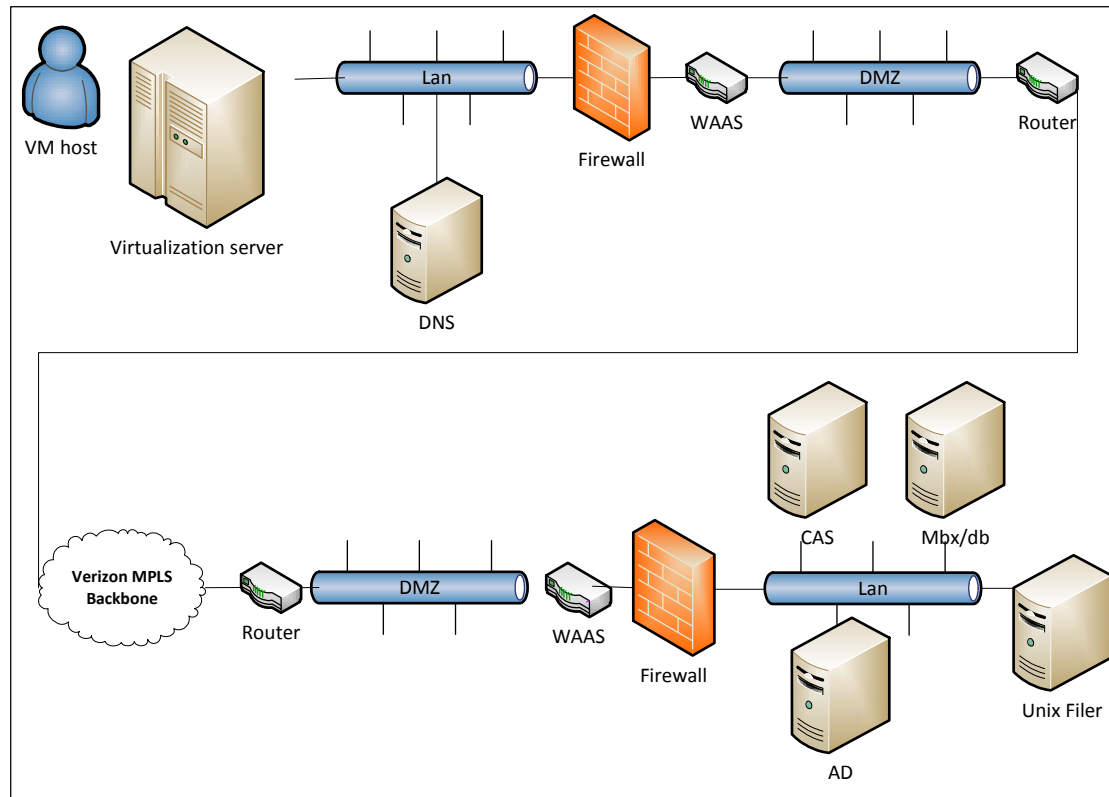 VM host
Virtualization server
Lan
DNS
Firewall
WAAS
DMZ
Router
Verizon MPLS
Backbone
Router
DMZ
WAAS
Firewall
CAS
Mbx/db
Lan
AD
Unix Filer